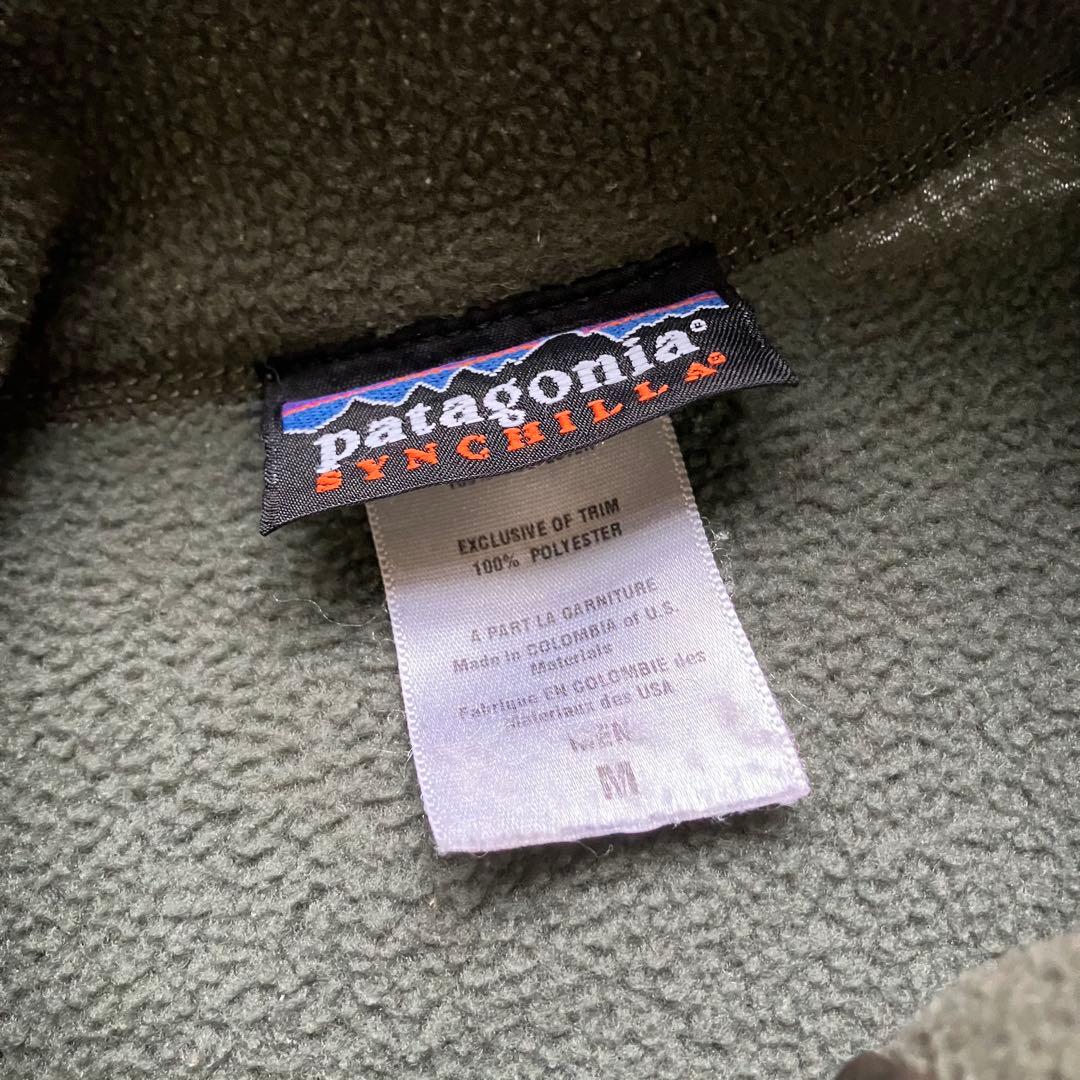 patagonia®
SYNCHILLA®
EXCLUSIVE OF TRIM
100% POLYESTER
A PART LA GARNITURE
Made in COLOMBIA of U.S.
Materials
Fabrique EN COLOMBIE des
Materiaux des USA
MEN
M